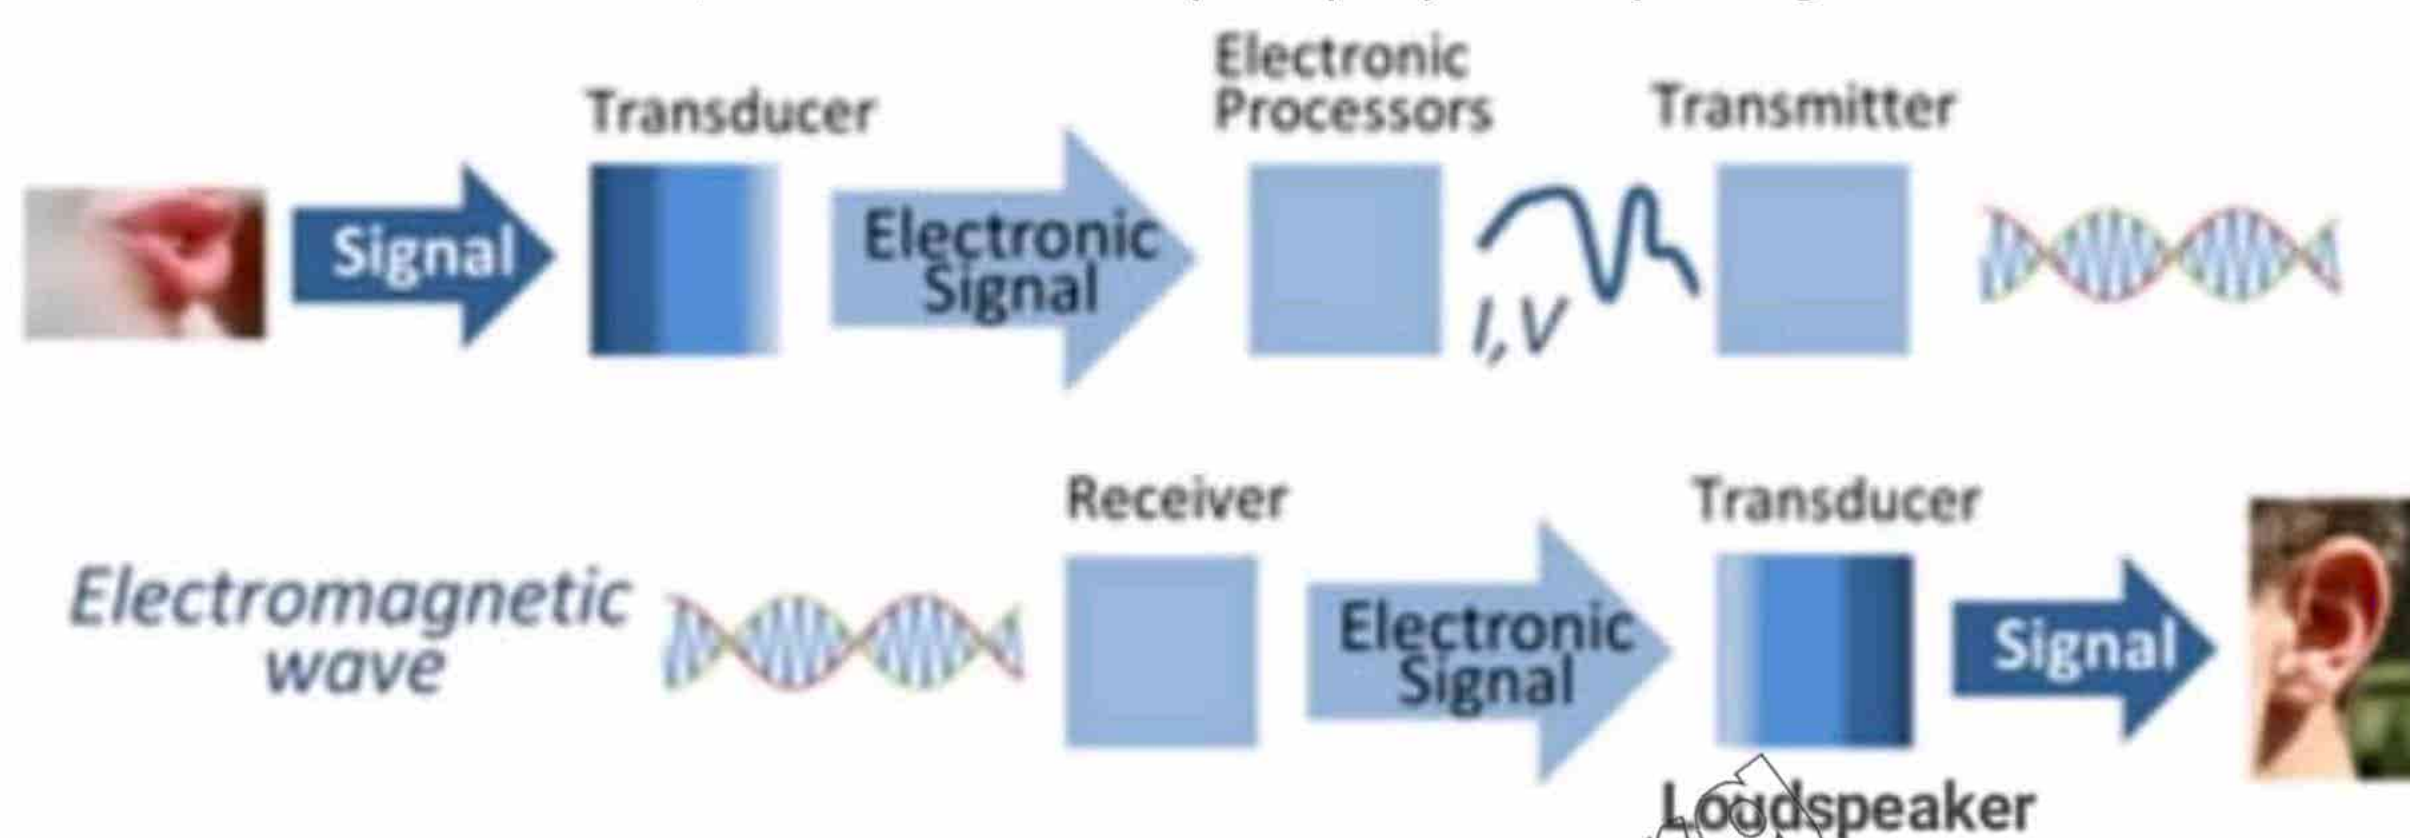 Electronic
Processors
Transducer
Transmitter
Signal
Electronic
Signal
I,V
Receiver
Transducer
Electromagnetic
wave
Electronic
Signal
Signal
Loudspeaker